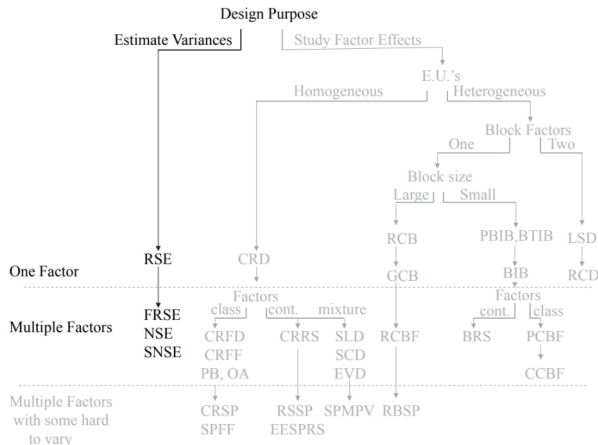 Design Purpose
Estimate Variances Study Factor Effects
E.U.'s
Homogeneous Heterogeneous
Block Factors
One Two
Block size
Large Small
RCB PBIB,BTIB LSD
One Factor RSE CRD GCB BIB RCD
Factors Factors
class cont. mixture cont. class
Multiple Factors FRSE CRFD CRRS SLD RCBF BRS PCBF
NSE CRFF SCD
SNSE PB, OA EVD CCBF
Multiple Factors CRSP RSSP SPMPV RBSP
with some hard SPFF EESPRS
to vary